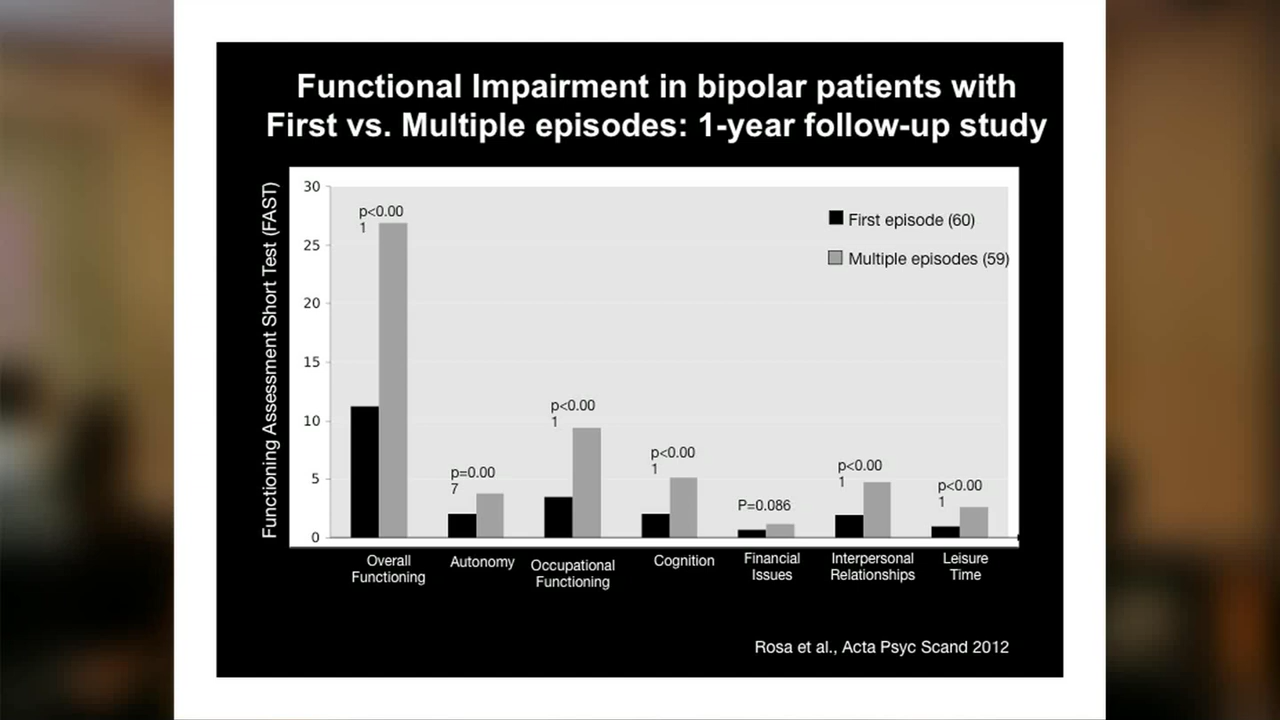 Functional Impairment in bipolar patients with
First vs. Multiple episodes: 1-year follow-up study
Functioning Assessment Short Test (FAST)
30
25
20
15
10
5
0
p<0.00
1
p=0.00
7
p<0.00
1
p<0.00
1
P=0.086
p<0.00
1
p<0.00
1
First episode (60)
Multiple episodes (59)
Overall
Functioning
Autonomy
Occupational
Functioning
Cognition
Financial
Issues
Interpersonal
Relationships
Leisure
Time
Rosa et al., Acta Psyc Scand 2012